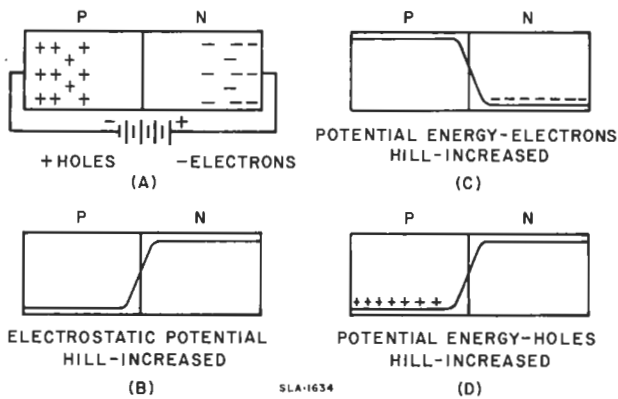 P N
- +
+HOLES -ELECTRONS
(A)
P N
ELECTROSTATIC POTENTIAL
HILL-INCREASED
(B)
P N
POTENTIAL ENERGY-ELECTRONS
HILL-INCREASED
(C)
P N
POTENTIAL ENERGY-HOLES
HILL-INCREASED
(D)
SLA-1634